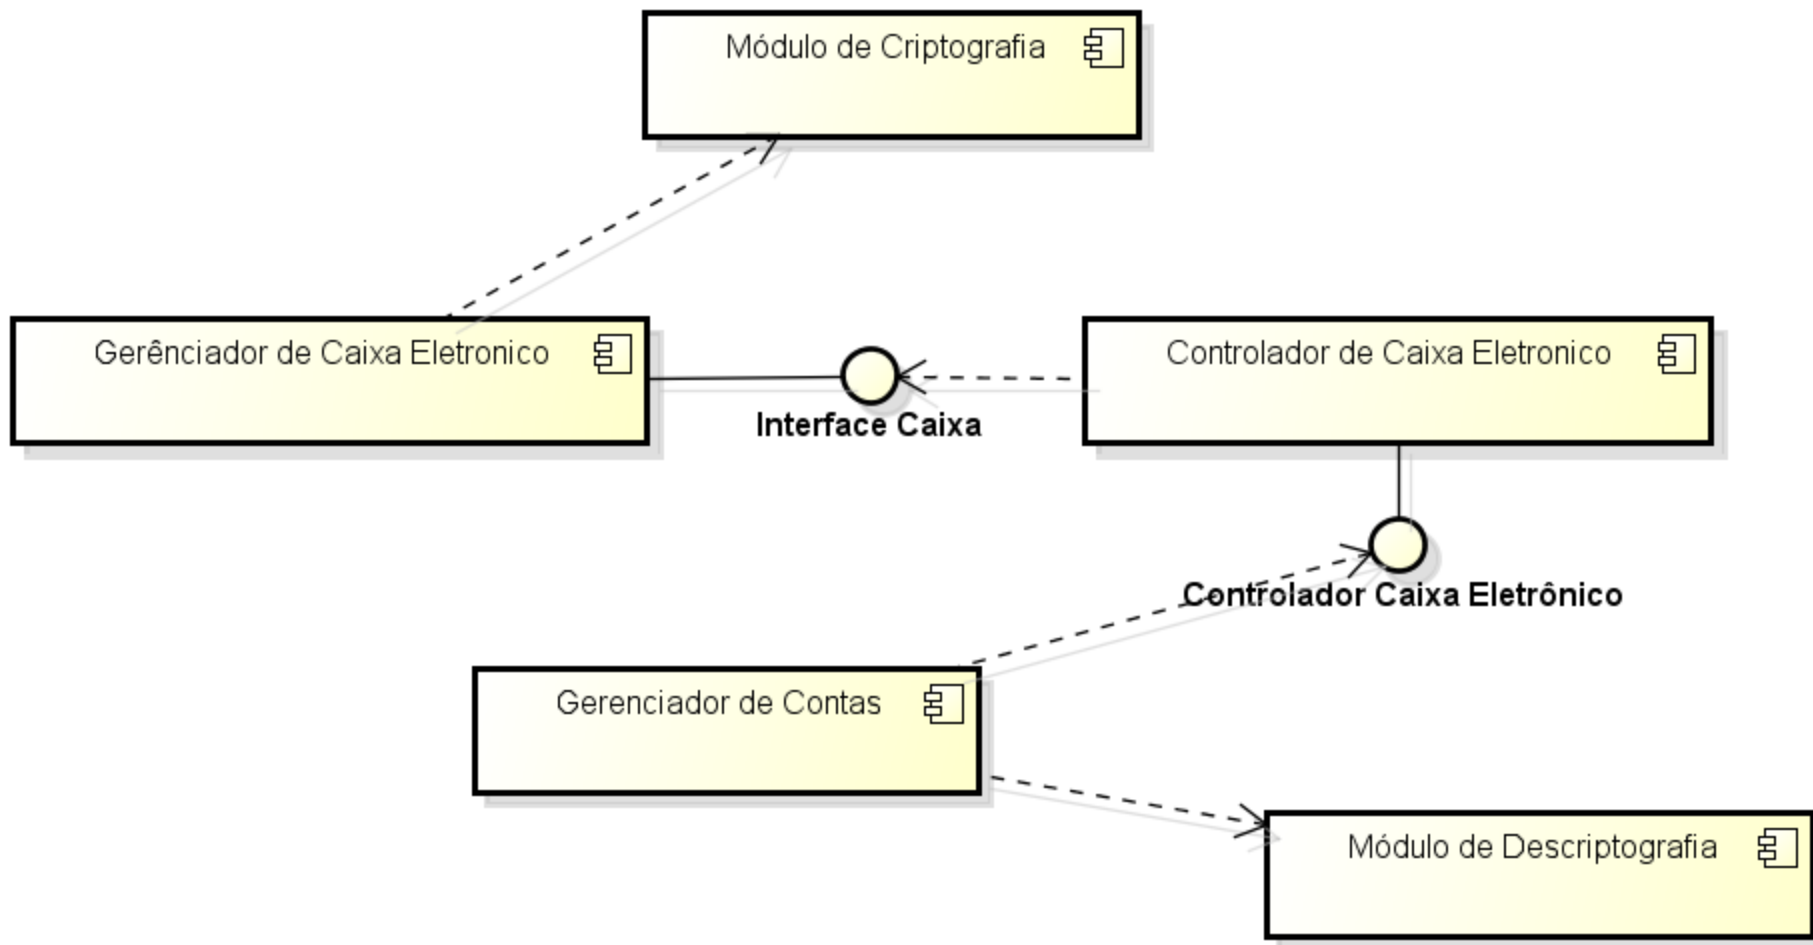 Módulo de Criptografia
Gerênciador de Caixa Eletronico
Controlador de Caixa Eletronico
Interface Caixa
Controlador Caixa Eletrônico
Gerenciador de Contas
Módulo de Descriptografia